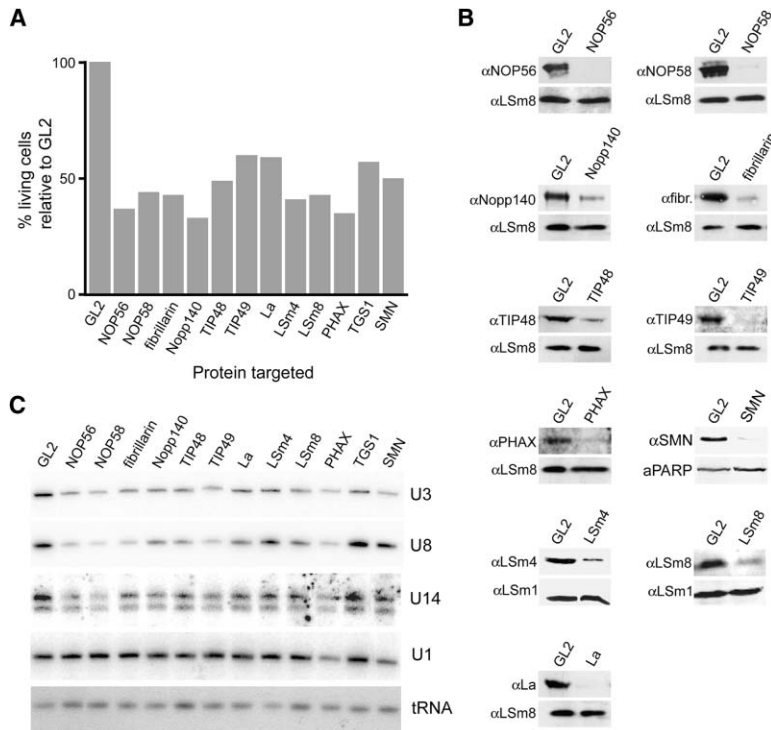 A
% living cells
relative to GL2
100
50
0
GL2 NOP56 NOP58 fibrillarin Nopp140 TIP48 TIP49 La LSm4 LSm8 PHAX TGS1 SMN
Protein targeted
B
GL2 NOP56
αNOP56
αLSm8
GL2 NOP58
αNOP58
αLSm8
GL2 Nopp140
αNopp140
αLSm8
GL2 fibrillarin
αfibr.
αLSm8
GL2 TIP48
αTIP48
αLSm8
GL2 TIP49
αTIP49
αLSm8
GL2 PHAX
αPHAX
αLSm8
GL2 SMN
αSMN
aPARP
GL2 LSm4
αLSm4
αLSm1
GL2 LSm8
αLSm8
αLSm1
GL2 La
αLa
αLSm8
C
GL2 NOP56 NOP58 fibrillarin Nopp140 TIP48 TIP49 La LSm4 LSm8 PHAX TGS1 SMN
U3
U8
U14
U1
tRNA